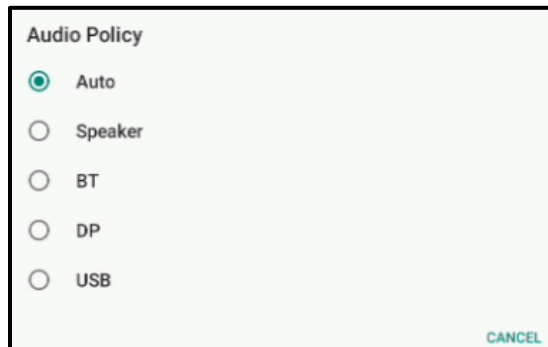 Audio Policy
Auto
Speaker
BT
DP
USB
CANCEL